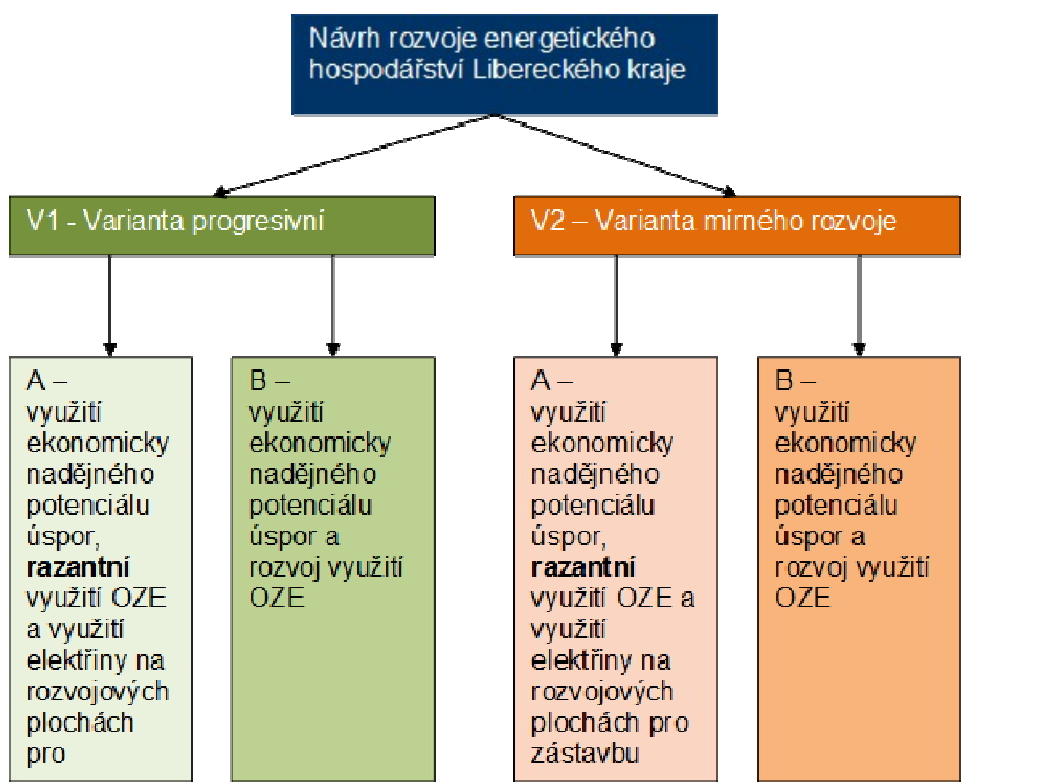 Návrh rozvoje energetického
hospodářství Libereckého kraje
V1 - Varianta progresivní
V2 – Varianta mírného rozvoje
A –
využití
ekonomicky
nadějného
potenciálu
úspor,
razantní
využití OZE
a využití
elektřiny na
rozvojových
plochách
pro
B –
využití
ekonomicky
nadějného
potenciálu
úspor a
rozvoj využití
OZE
A –
využití
ekonomicky
nadějného
potenciálu
úspor,
razantní
využití OZE a
využití
elektřiny na
rozvojových
plochách pro
zástavbu
B –
využití
ekonomicky
nadějného
potenciálu
úspor a
rozvoj využití
OZE